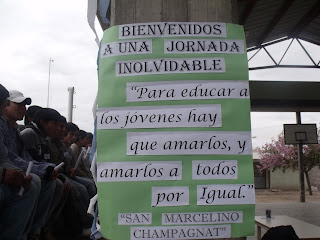 BIENVENIDOS
A UNA JORNADA
INOLVIDABLE
"Para educar a
los jóvenes hay
que amarlos, y
amarlos a todos
por Igual."
"SAN MARCELINO
CHAMPAGNAT"